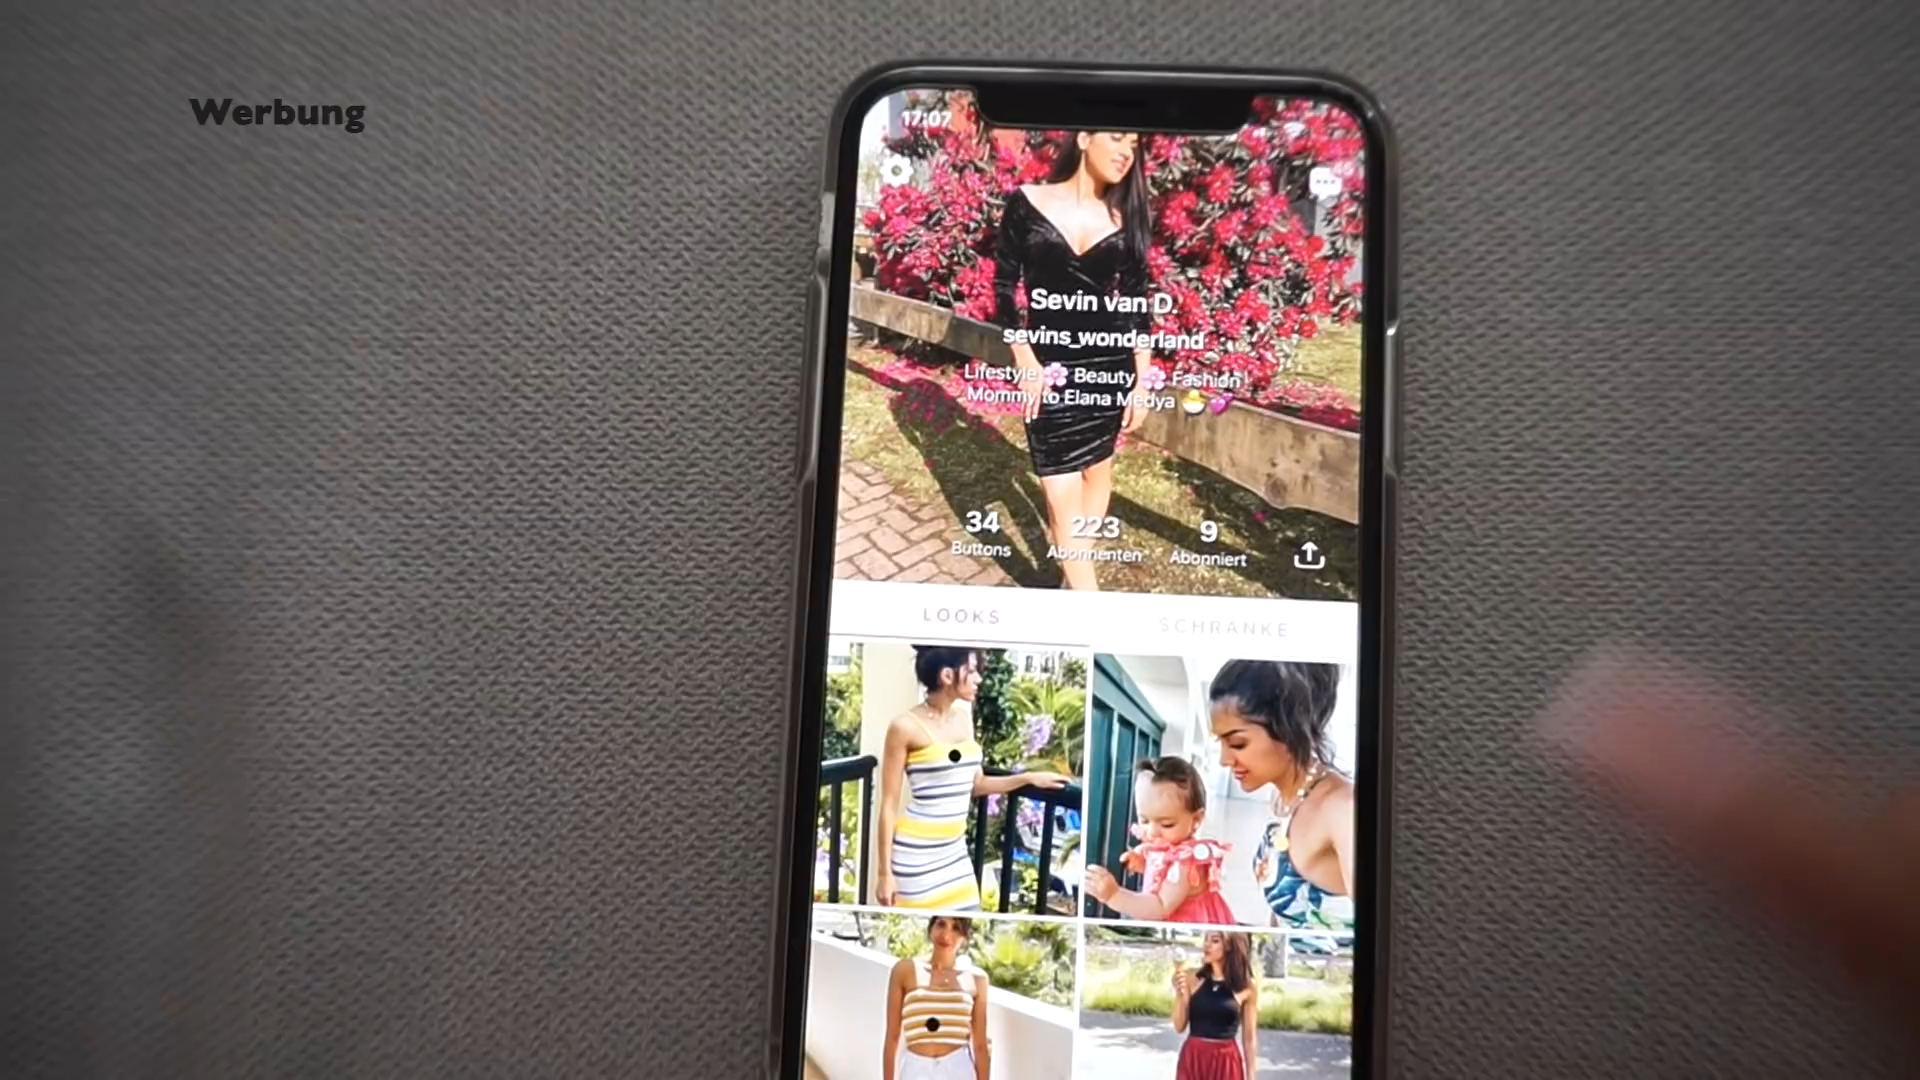 Werbung
17:07
Sevin van D.
sevins_wonderland
Lifestyle 🌸 Beauty 🌸 Fashion
Mommy to Elana Medya 🐣 💘
34 223 9
Buttons Abonnenten Abonniert
LOOKS SCHRÄNKE